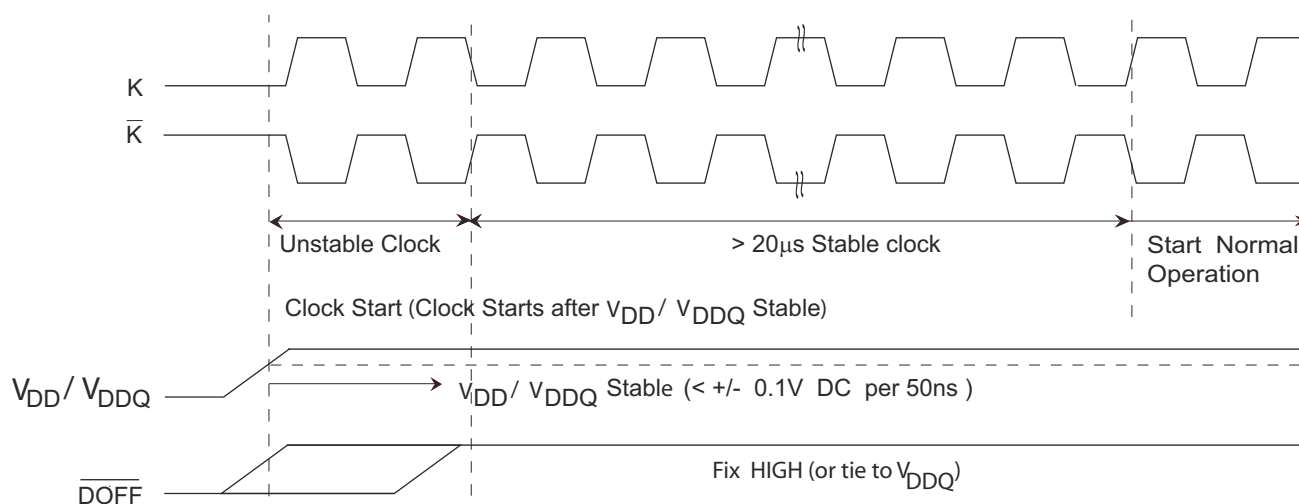 K
K̅
Unstable Clock
> 20μs Stable clock
Start Normal
Operation
Clock Start (Clock Starts after VDD / VDDQ Stable)
VDD / VDDQ
VDD / VDDQ Stable (< +/- 0.1V DC per 50ns )
DOFF
Fix HIGH (or tie to VDDQ)